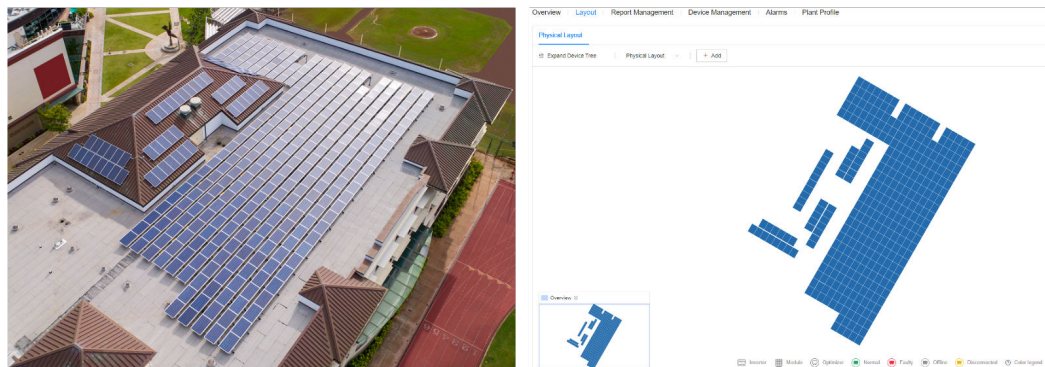 Overview Layout Report Management Device Management Alarms Plant Profile
Physical Layout
Expand Device Tree Physical Layout + Add
Overview
Inverter Module Optimizer Normal Faulty Offline Disconnected Color legend